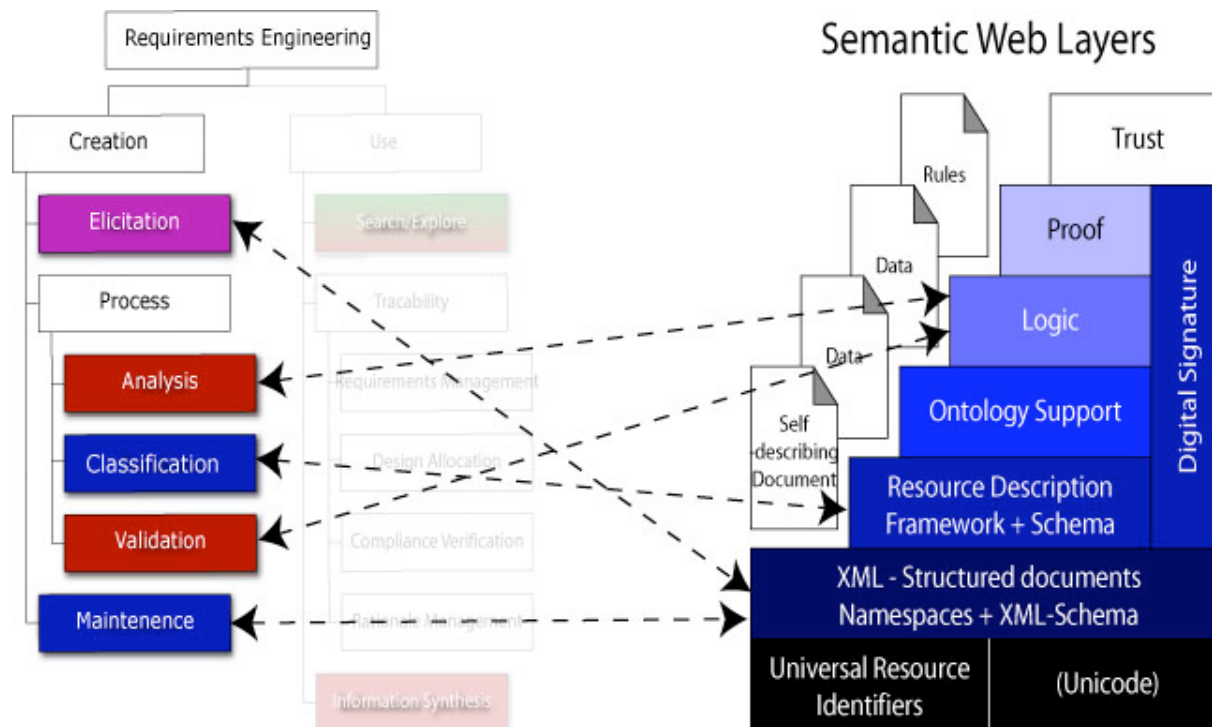 Requirements Engineering
Creation
Elicitation
Process
Analysis
Classification
Validation
Maintenence
Use
Search/Explore
Tracability
Requirements Management
Design Allocation
Compliance Verification
Rationale Management
Information Synthesis
Semantic Web Layers
Rules
Data
Data
Self
describing
Document
Trust
Proof
Logic
Ontology Support
Resource Description
Framework + Schema
Digital Signature
XML - Structured documents
Namespaces + XML-Schema
Universal Resource
Identifiers
(Unicode)